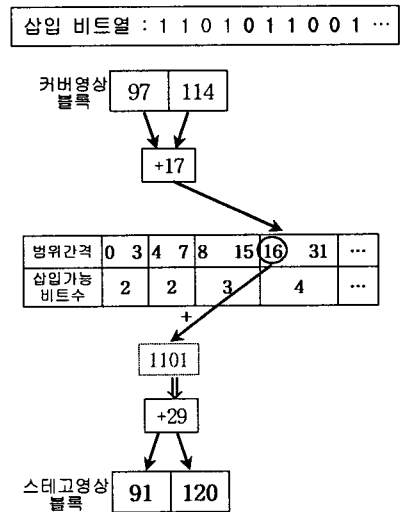 삽입 비트열 : 1 1 0 1 0 1 1 0 0 1 …
커버영상
블록
97 114
+17
범위간격 0 3 4 7 8 15 16 31 …
삽입가능
비트수
2 2 3 4 …
+
1101
+29
스테고영상
블록
91 120